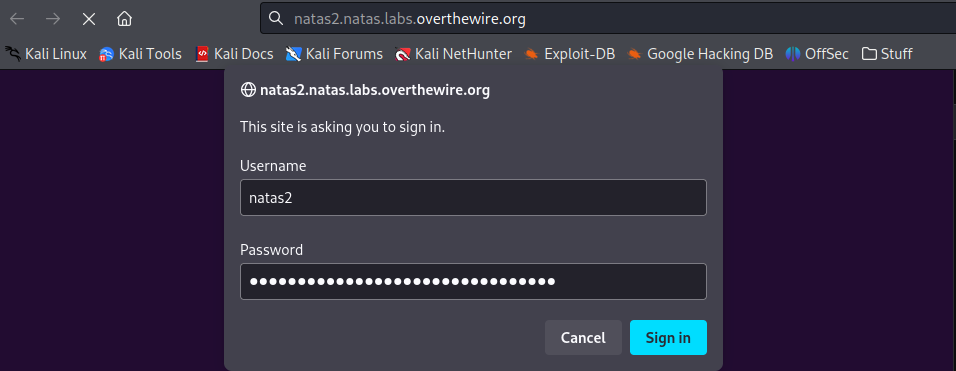 natas2.natas.labs.overthewire.org
Kali Linux Kali Tools Kali Docs Kali Forums Kali NetHunter Exploit-DB Google Hacking DB OffSec Stuff
natas2.natas.labs.overthewire.org
This site is asking you to sign in.
Username
natas2
Password
●●●●●●●●●●●●●●●●●●●●●●●●●●●●●●●●
Cancel Sign in